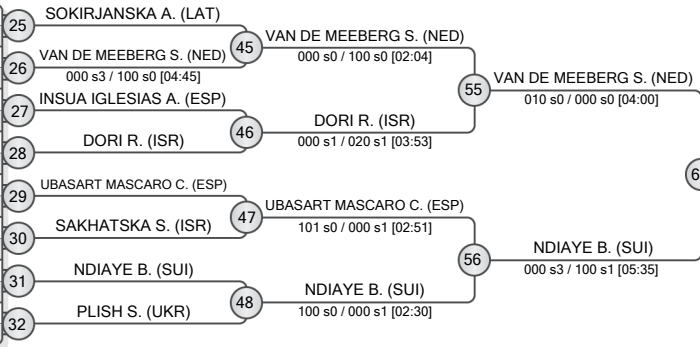 25
SOKIRJANSKA A. (LAT)
26
VAN DE MEEBERG S. (NED)
000 s3 / 100 s0 [04:45]
27
INSUA IGLESIAS A. (ESP)
28
DORI R. (ISR)
29
UBASART MASCARO C. (ESP)
30
SAKHATSKA S. (ISR)
31
NDIAYE B. (SUI)
32
PLISH S. (UKR)
45
VAN DE MEEBERG S. (NED)
000 s0 / 100 s0 [02:04]
46
DORI R. (ISR)
000 s1 / 020 s1 [03:53]
47
UBASART MASCARO C. (ESP)
101 s0 / 000 s1 [02:51]
48
NDIAYE B. (SUI)
100 s0 / 000 s1 [02:30]
55
VAN DE MEEBERG S. (NED)
010 s0 / 000 s0 [04:00]
56
NDIAYE B. (SUI)
000 s3 / 100 s1 [05:35]